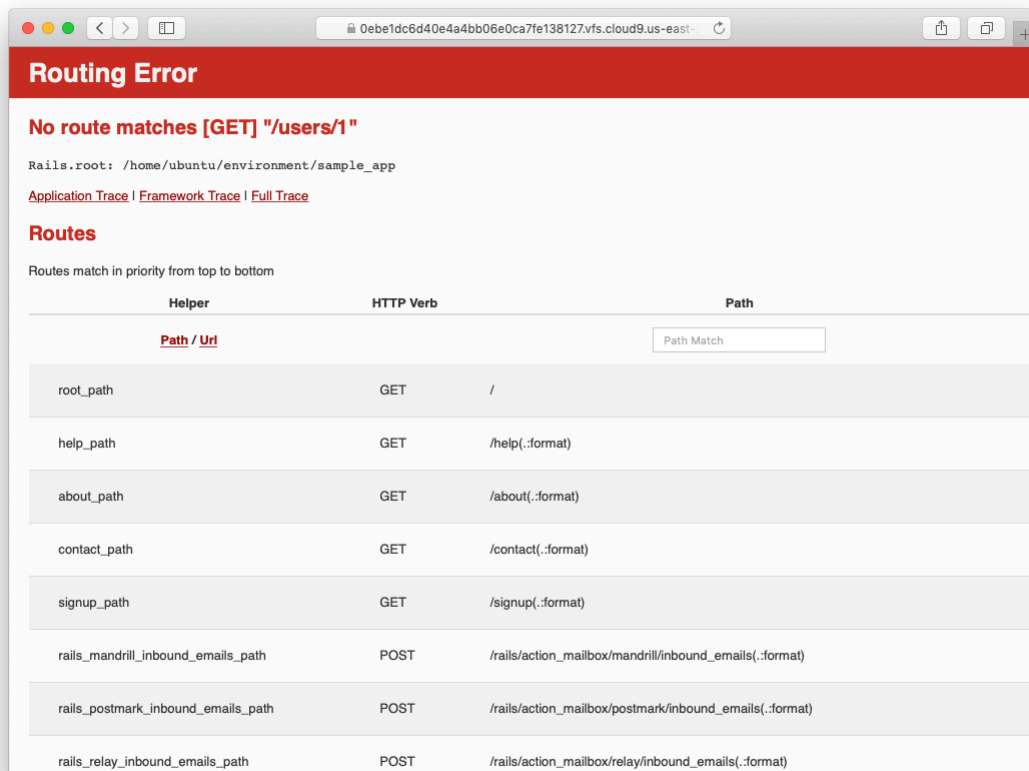 0ebe1dc6d40e4a4bb06e0ca7fe138127.vfs.cloud9.us-east-
Routing Error
No route matches [GET] "/users/1"
Rails.root: /home/ubuntu/environment/sample_app
Application Trace | Framework Trace | Full Trace
Routes
Routes match in priority from top to bottom
Helper HTTP Verb Path
Path / Url Path Match
root_path GET /
help_path GET /help(.:format)
about_path GET /about(.:format)
contact_path GET /contact(.:format)
signup_path GET /signup(.:format)
rails_mandrill_inbound_emails_path POST /rails/action_mailbox/mandrill/inbound_emails(.:format)
rails_postmark_inbound_emails_path POST /rails/action_mailbox/postmark/inbound_emails(.:format)
rails_relay_inbound_emails_path POST /rails/action_mailbox/relay/inbound_emails(.:format)